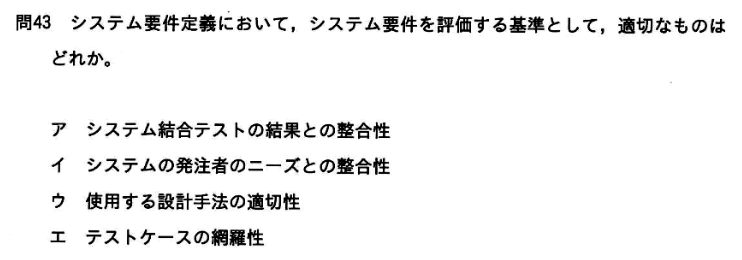 問43 システム要件定義において，システム要件を評価する基準として，適切なものは
どれか。
ア システム結合テストの結果との整合性
イ システムの発注者のニーズとの整合性
ウ 使用する設計手法の適切性
エ テストケースの網羅性